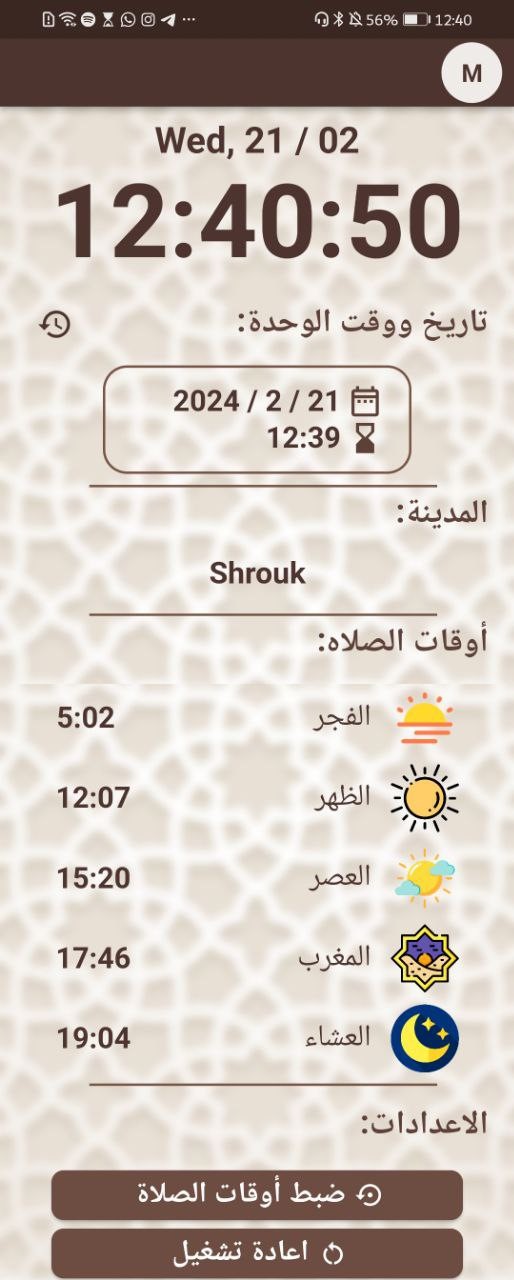 56% 12:40
M
Wed, 21 / 02
12:40:50
تاريخ ووقت الوحدة:
2024 / 2 / 21
12:39
المدينة:
Shrouk
أوقات الصلاه:
الفجر 5:02
الظهر 12:07
العصر 15:20
المغرب 17:46
العشاء 19:04
الاعدادات:
ضبط أوقات الصلاة
اعادة تشغيل